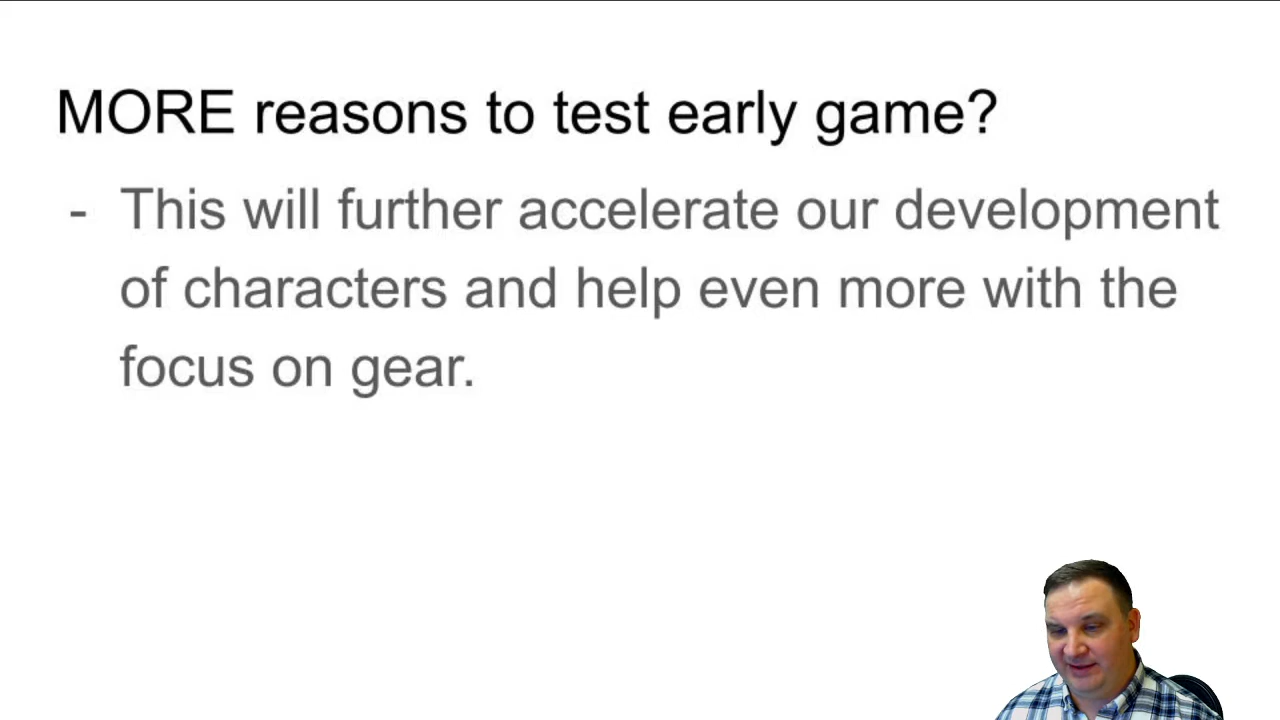 MORE reasons to test early game?
- This will further accelerate our development
of characters and help even more with the
focus on gear.